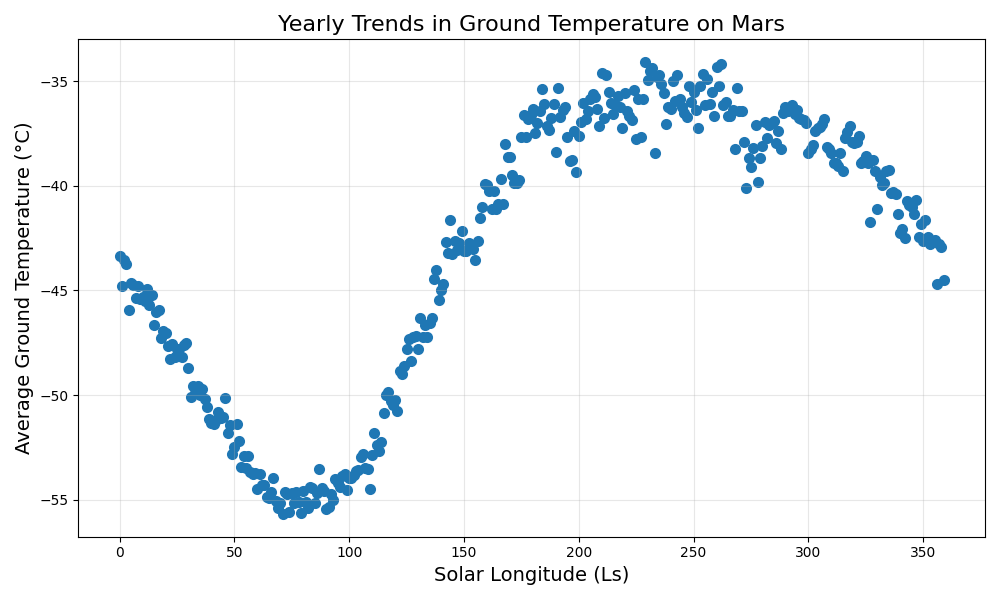 Yearly Trends in Ground Temperature on Mars
Average Ground Temperature (°C)
−35
−40
−45
−50
−55
0 50 100 150 200 250 300 350
Solar Longitude (Ls)